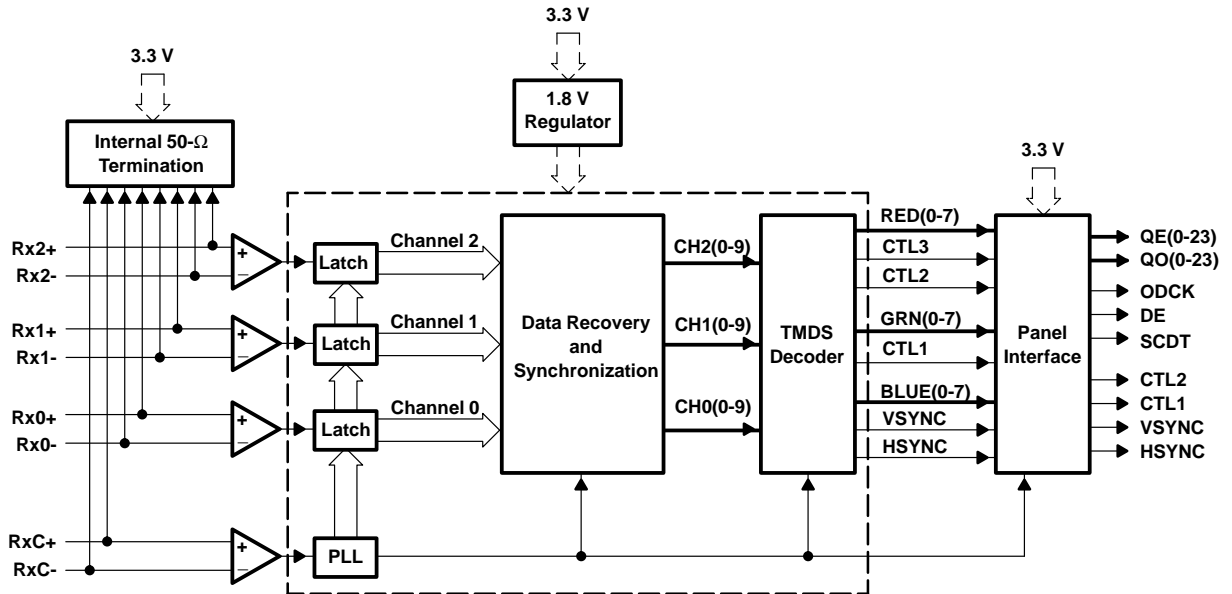 3.3 V
3.3 V
1.8 V
Regulator
Internal 50-Ω
Termination
3.3 V
Rx2+
Rx2-
Rx1+
Rx1-
Rx0+
Rx0-
RxC+
RxC-
+
−
+
−
+
−
+
−
Latch
Latch
Latch
PLL
Channel 2
Channel 1
Channel 0
Data Recovery
and
Synchronization
CH2(0-9)
CH1(0-9)
CH0(0-9)
TMDS
Decoder
RED(0-7)
CTL3
CTL2
GRN(0-7)
CTL1
BLUE(0-7)
VSYNC
HSYNC
Panel
Interface
QE(0-23)
QO(0-23)
ODCK
DE
SCDT
CTL2
CTL1
VSYNC
HSYNC